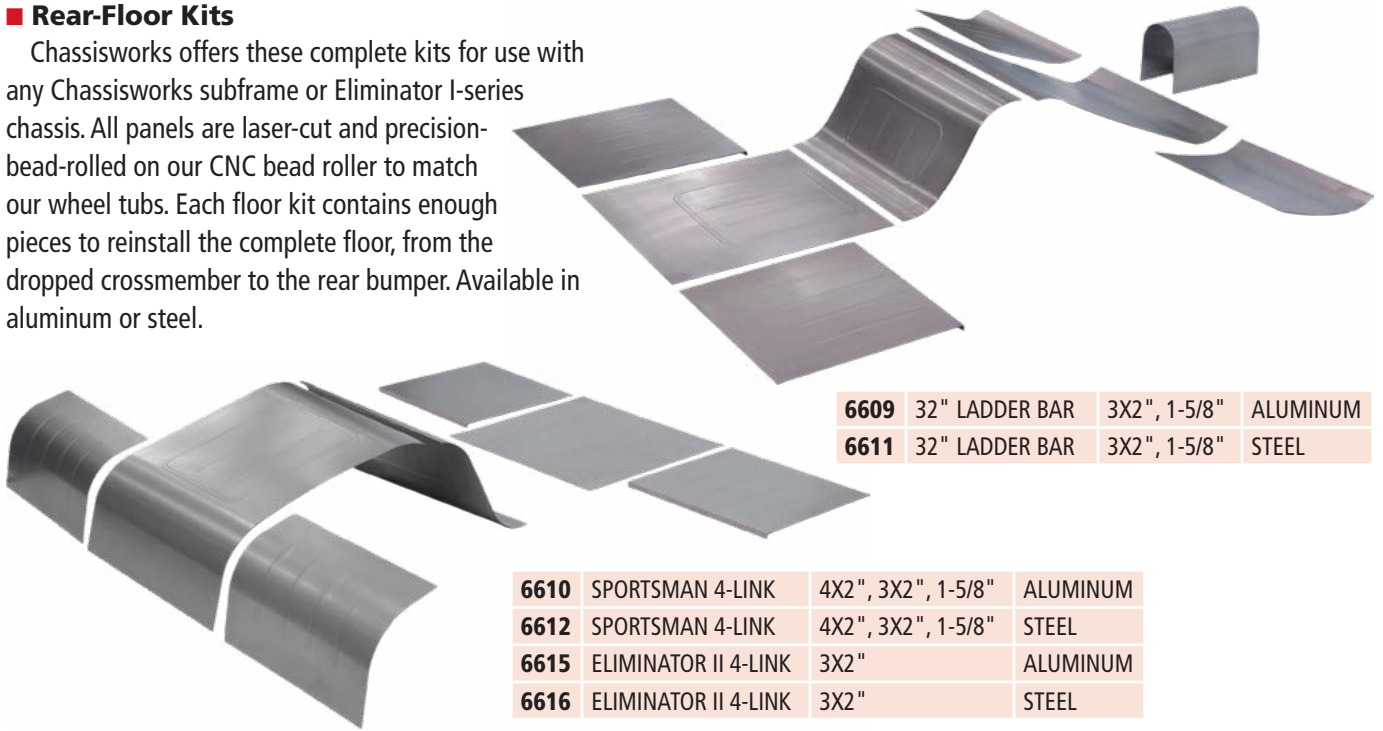 ■ Rear-Floor Kits
Chassisworks offers these complete kits for use with
any Chassisworks subframe or Eliminator I-series
chassis. All panels are laser-cut and precision-
bead-rolled on our CNC bead roller to match
our wheel tubs. Each floor kit contains enough
pieces to reinstall the complete floor, from the
dropped crossmember to the rear bumper. Available in
aluminum or steel.
6609 32" LADDER BAR 3X2", 1-5/8" ALUMINUM
6611 32" LADDER BAR 3X2", 1-5/8" STEEL
6610 SPORTSMAN 4-LINK 4X2", 3X2", 1-5/8" ALUMINUM
6612 SPORTSMAN 4-LINK 4X2", 3X2", 1-5/8" STEEL
6615 ELIMINATOR II 4-LINK 3X2" ALUMINUM
6616 ELIMINATOR II 4-LINK 3X2" STEEL